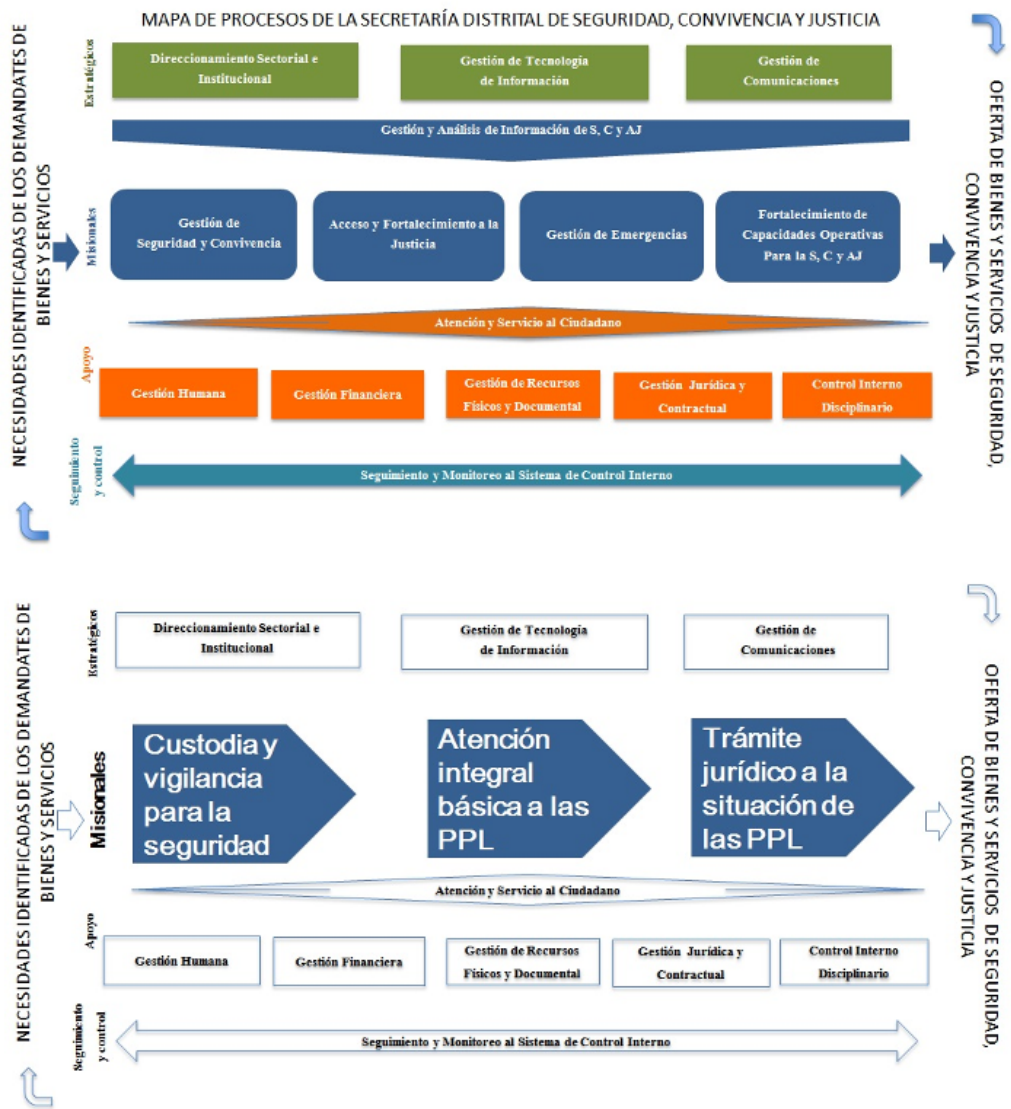 MAPA DE PROCESOS DE LA SECRETARÍA DISTRITAL DE SEGURIDAD, CONVIVENCIA Y JUSTICIA
NECESIDADES IDENTIFICADAS DE LOS DEMANDATES DE
BIENES Y SERVICIOS
Estratégicos
Direccionamiento Sectorial e
Institucional
Gestión de Tecnología
de Información
Gestión de
Comunicaciones
Gestión y Análisis de Información de S, C y AJ
Misionales
Gestión de
Seguridad y Convivencia
Acceso y Fortalecimiento a la
Justicia
Gestión de Emergencias
Fortalecimiento de
Capacidades Operativas
Para la S, C y AJ
Atención y Servicio al Ciudadano
Apoyo
Gestión Humana
Gestión Financiera
Gestión de Recursos
Físicos y Documental
Gestión Jurídica y
Contractual
Control Interno
Disciplinario
Seguimiento
y control
Seguimiento y Monitoreo al Sistema de Control Interno
OFERTA DE BIENES Y SERVICIOS DE SEGURIDAD,
CONVIVENCIA Y JUSTICIA
NECESIDADES IDENTIFICADAS DE LOS DEMANDATES DE
BIENES Y SERVICIOS
Estratégicos
Direccionamiento Sectorial e
Institucional
Gestión de Tecnología
de Información
Gestión de
Comunicaciones
Misionales
Custodia y
vigilancia
para la
seguridad
Atención
integral
básica a las
PPL
Trámite
jurídico a la
situación de
las PPL
Atención y Servicio al Ciudadano
Apoyo
Gestión Humana
Gestión Financiera
Gestión de Recursos
Físicos y Documental
Gestión Jurídica y
Contractual
Control Interno
Disciplinario
Seguimiento
y control
Seguimiento y Monitoreo al Sistema de Control Interno
OFERTA DE BIENES Y SERVICIOS DE SEGURIDAD,
CONVIVENCIA Y JUSTICIA